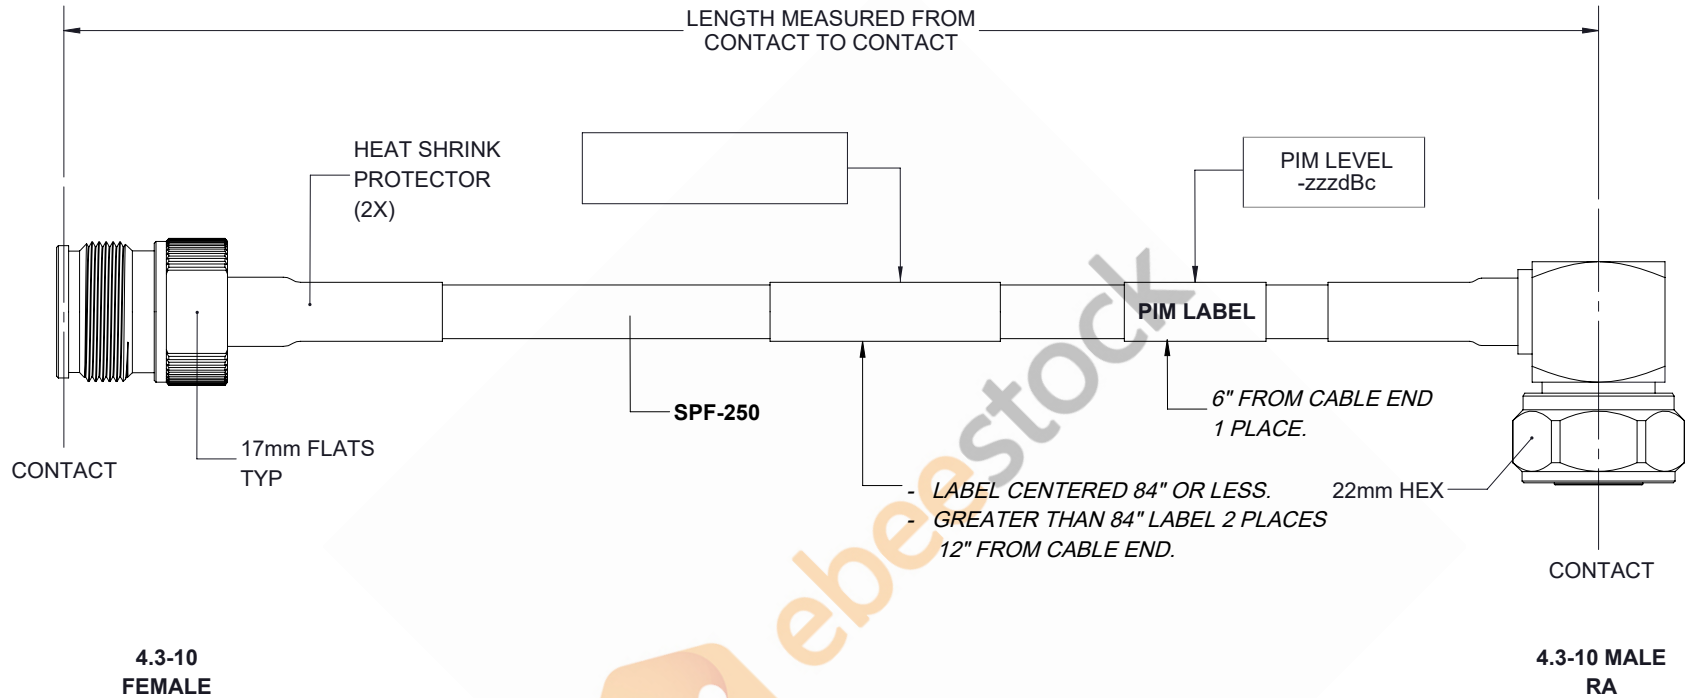 LENGTH MEASURED FROM
CONTACT TO CONTACT
HEAT SHRINK
PROTECTOR
(2X)
PIM LEVEL
-zzzdBc
PIM LABEL
SPF-250
6" FROM CABLE END
1 PLACE.
17mm FLATS
TYP
CONTACT
- LABEL CENTERED 84" OR LESS.
- GREATER THAN 84" LABEL 2 PLACES
12" FROM CABLE END.
22mm HEX
CONTACT
4.3-10
FEMALE
4.3-10 MALE
RA
ebeestock